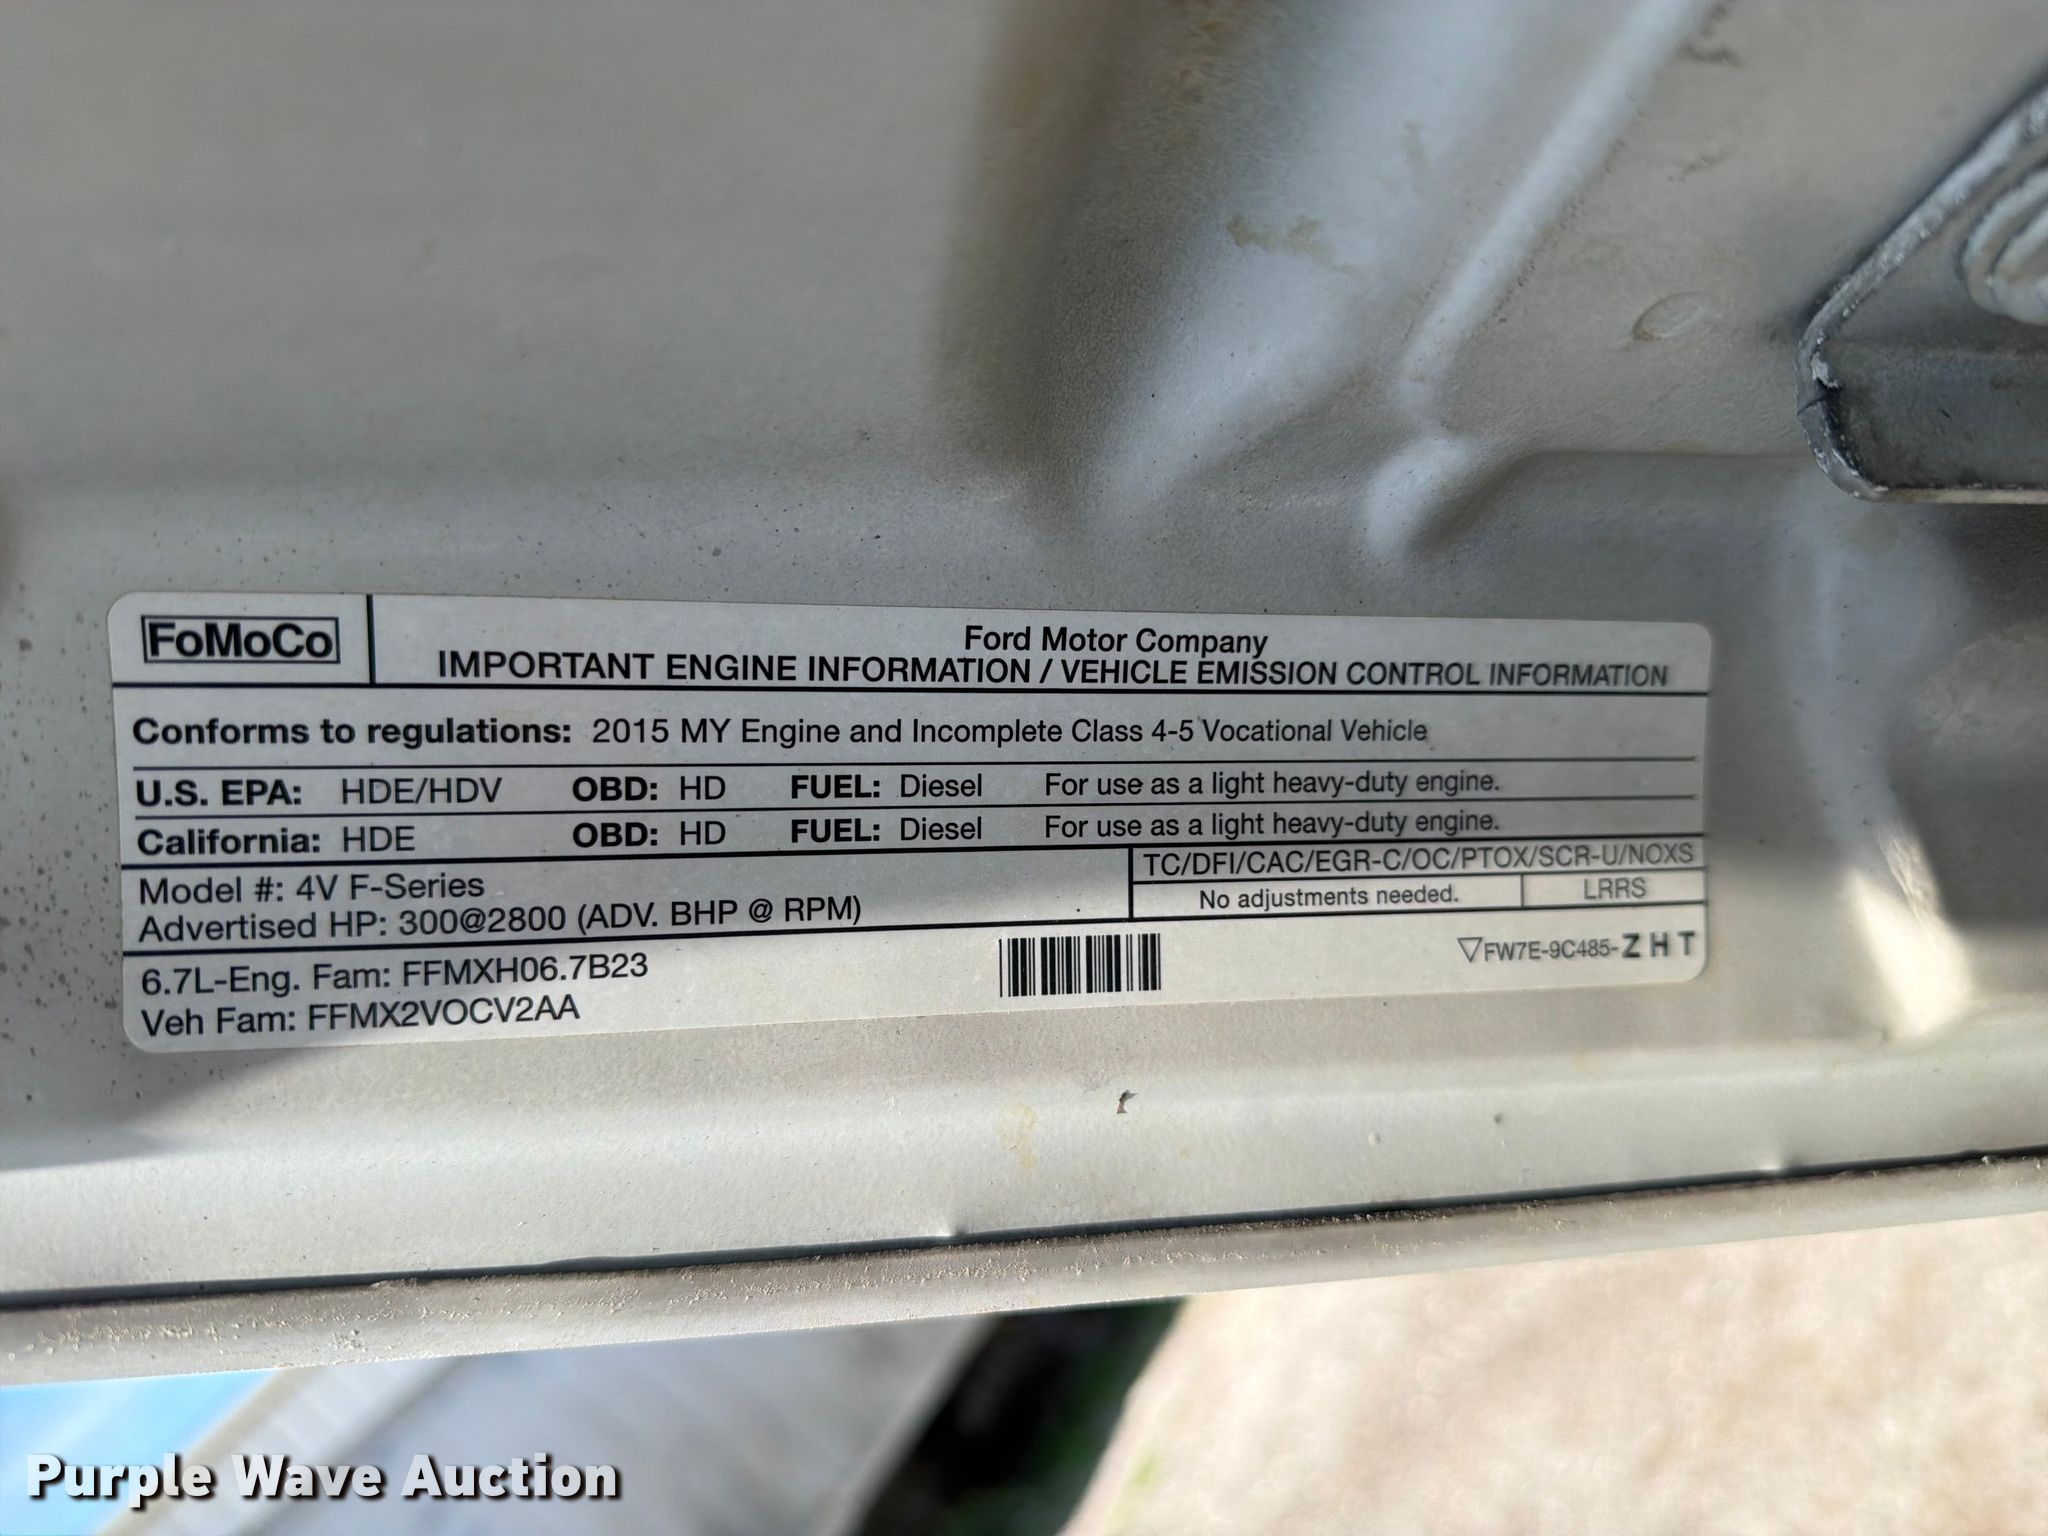 FoMoCo
Ford Motor Company
IMPORTANT ENGINE INFORMATION / VEHICLE EMISSION CONTROL INFORMATION
Conforms to regulations: 2015 MY Engine and Incomplete Class 4-5 Vocational Vehicle
U.S. EPA: HDE/HDV OBD: HD FUEL: Diesel For use as a light heavy-duty engine.
California: HDE OBD: HD FUEL: Diesel For use as a light heavy-duty engine.
Model #: 4V F-Series
Advertised HP: 300@2800 (ADV. BHP @ RPM)
TC/DFI/CAC/EGR-C/OC/PTOX/SCR-U/NOXS
No adjustments needed. LRRS
6.7L-Eng. Fam: FFMXH06.7B23
Veh Fam: FFMX2VOCV2AA
▽FW7E-9C485-ZHT
Purple Wave Auction